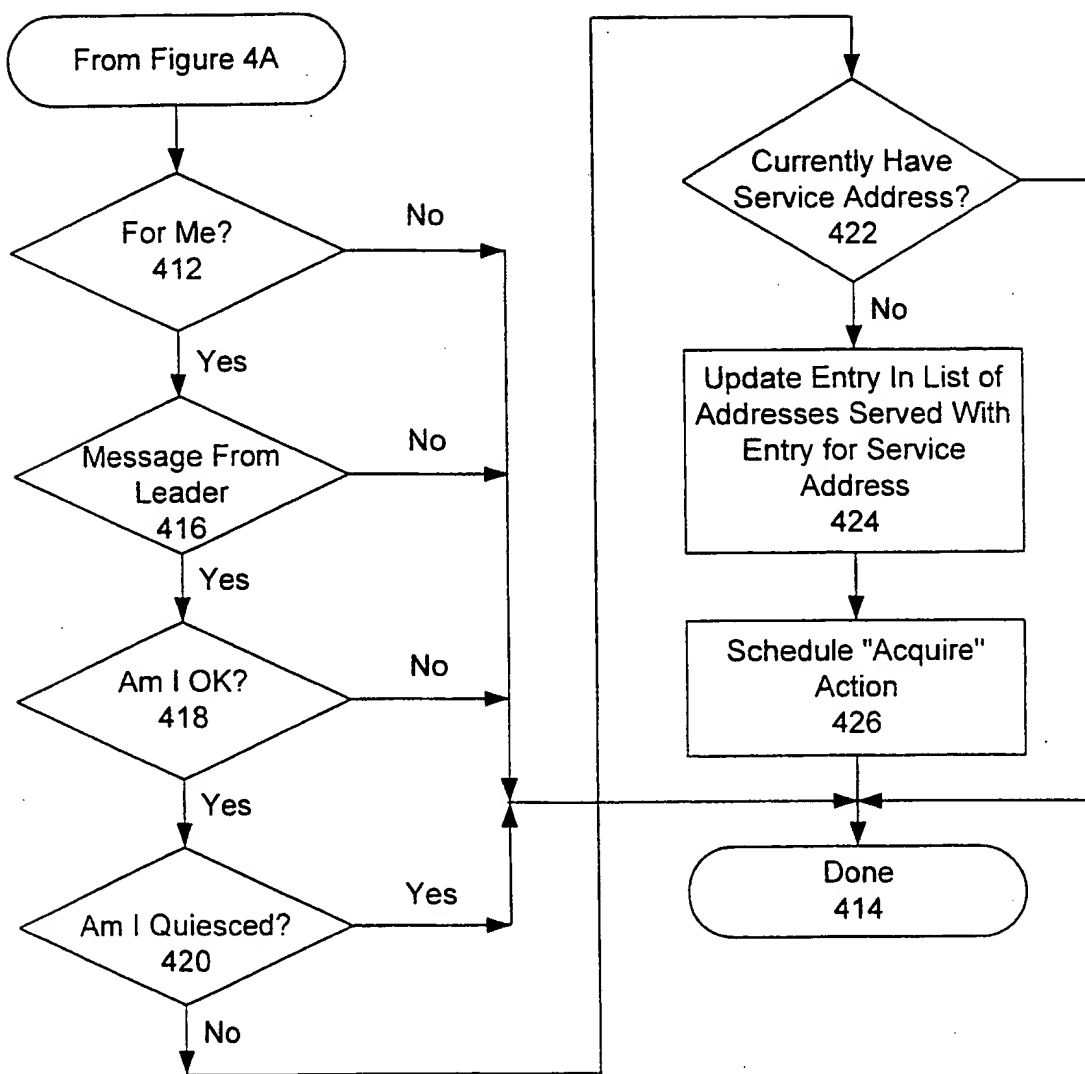 From Figure 4A
For Me?
412
No
Yes
Message From
Leader
416
No
Yes
Am I OK?
418
No
Yes
Am I Quiesced?
420
Yes
No
Currently Have
Service Address?
422
No
Update Entry In List of
Addresses Served With
Entry for Service
Address
424
Schedule "Acquire"
Action
426
Done
414